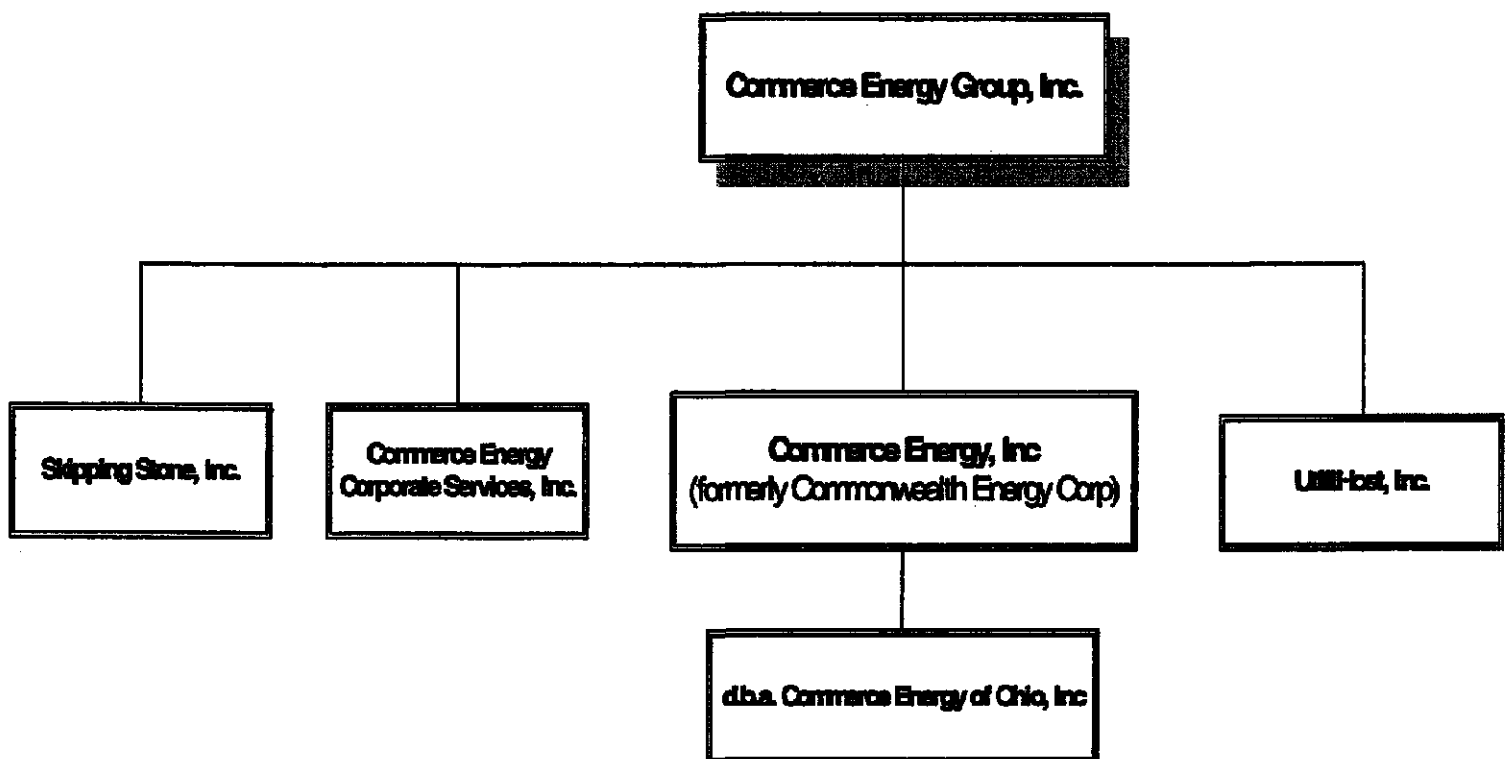 Commerce Energy Group, Inc.
Skipping Stone, Inc.
Commerce Energy
Corporate Services, Inc.
Commerce Energy, Inc
(formerly Commonwealth Energy Corp)
UtiliHost, Inc.
d.b.a. Commerce Energy of Ohio, Inc